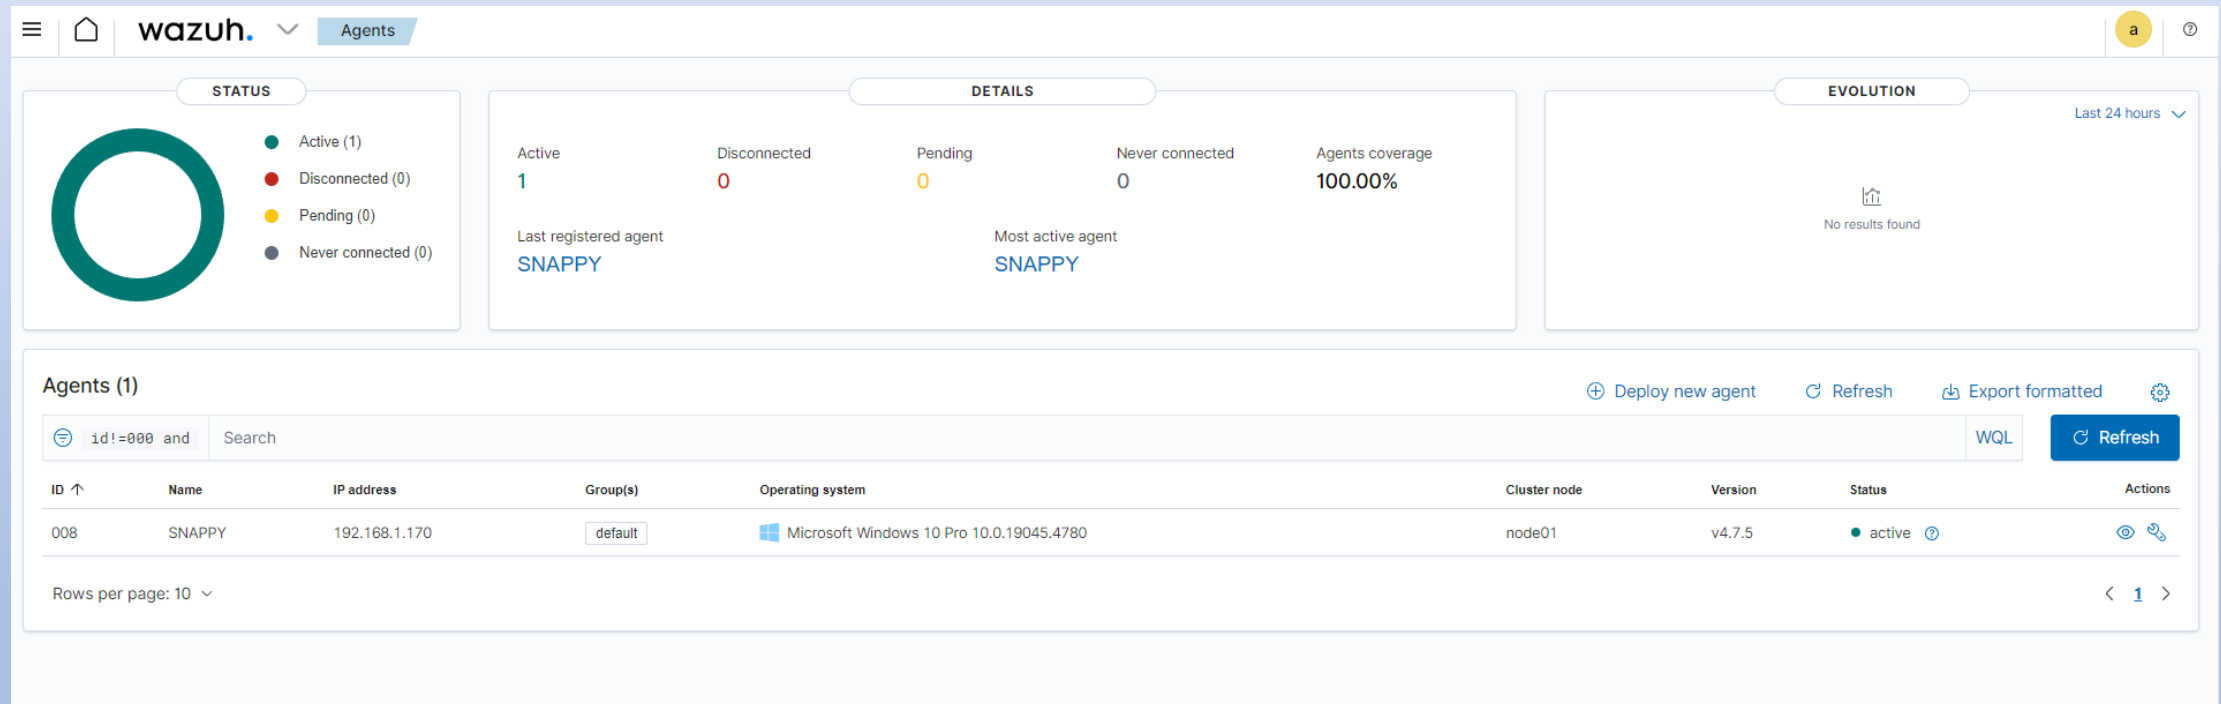 wazuh. Agents a
STATUS
Active (1)
Disconnected (0)
Pending (0)
Never connected (0)
DETAILS
Active Disconnected Pending Never connected Agents coverage
1 0 0 0 100.00%
Last registered agent Most active agent
SNAPPY SNAPPY
EVOLUTION
Last 24 hours
No results found
Agents (1)
Deploy new agent Refresh Export formatted
id!=000 and Search WQL Refresh
ID Name IP address Group(s) Operating system Cluster node Version Status Actions
008 SNAPPY 192.168.1.170 default Microsoft Windows 10 Pro 10.0.19045.4780 node01 v4.7.5 active
Rows per page: 10 1